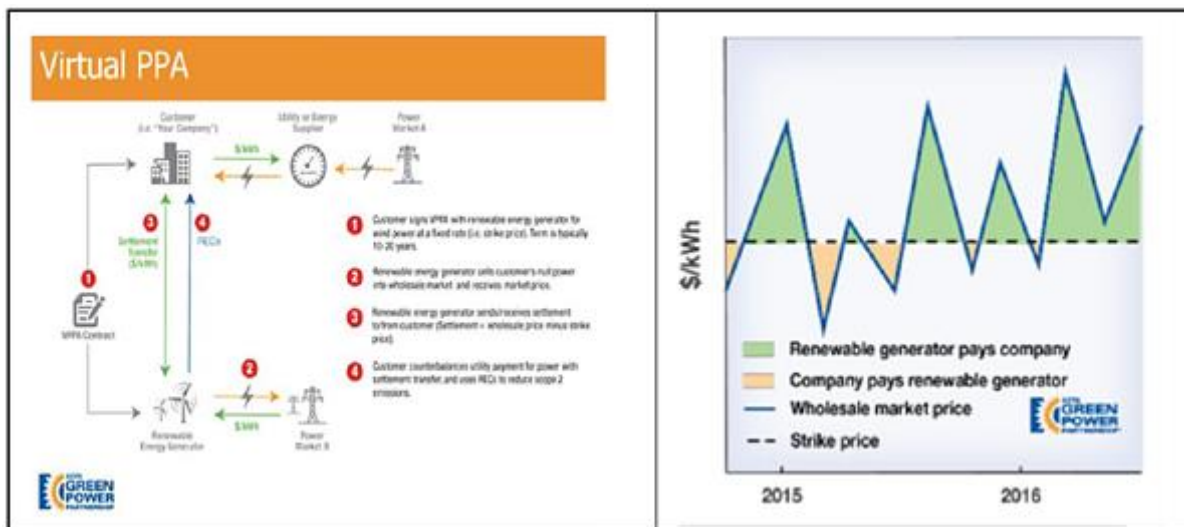 Virtual PPA
Customer
(i.e. "Your Company")
Utility or Energy
Supplier
Power
Market A
$/kWh
3
4
Settlement
Transfer
($/kWh)
RECs
1
VPPA Contract
2
$/kWh
Renewable
Energy Generator
Power
Market B
1
Customer signs VPPA with renewable energy generator for
wind power at a fixed rate (i.e. strike price). Term is typically
10-20 years.
2
Renewable energy generator sells customer's null power
into wholesale market and receives market price.
3
Renewable energy generator sends/receives settlement
to/from customer (Settlement = wholesale price minus strike
price).
4
Customer counterbalances utility payment for power with
settlement transfer, and uses RECs to reduce scope 2
emissions.
GREEN
POWER
PARTNERSHIP
$/kWh
Renewable generator pays company
Company pays renewable generator
Wholesale market price
Strike price
GREEN
POWER
PARTNERSHIP
2015
2016